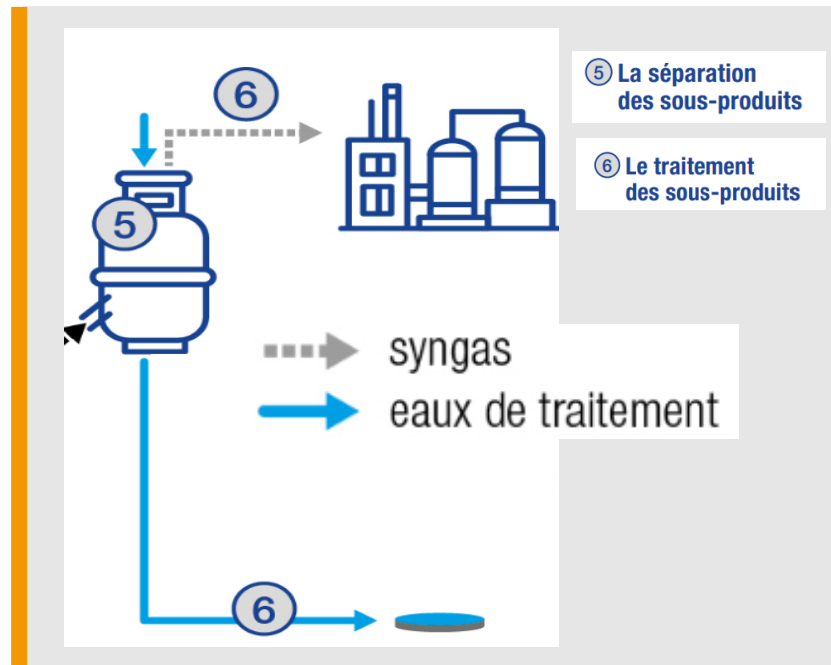 6
5 La séparation
des sous-produits
6 Le traitement
des sous-produits
5
syngas
eaux de traitement
6